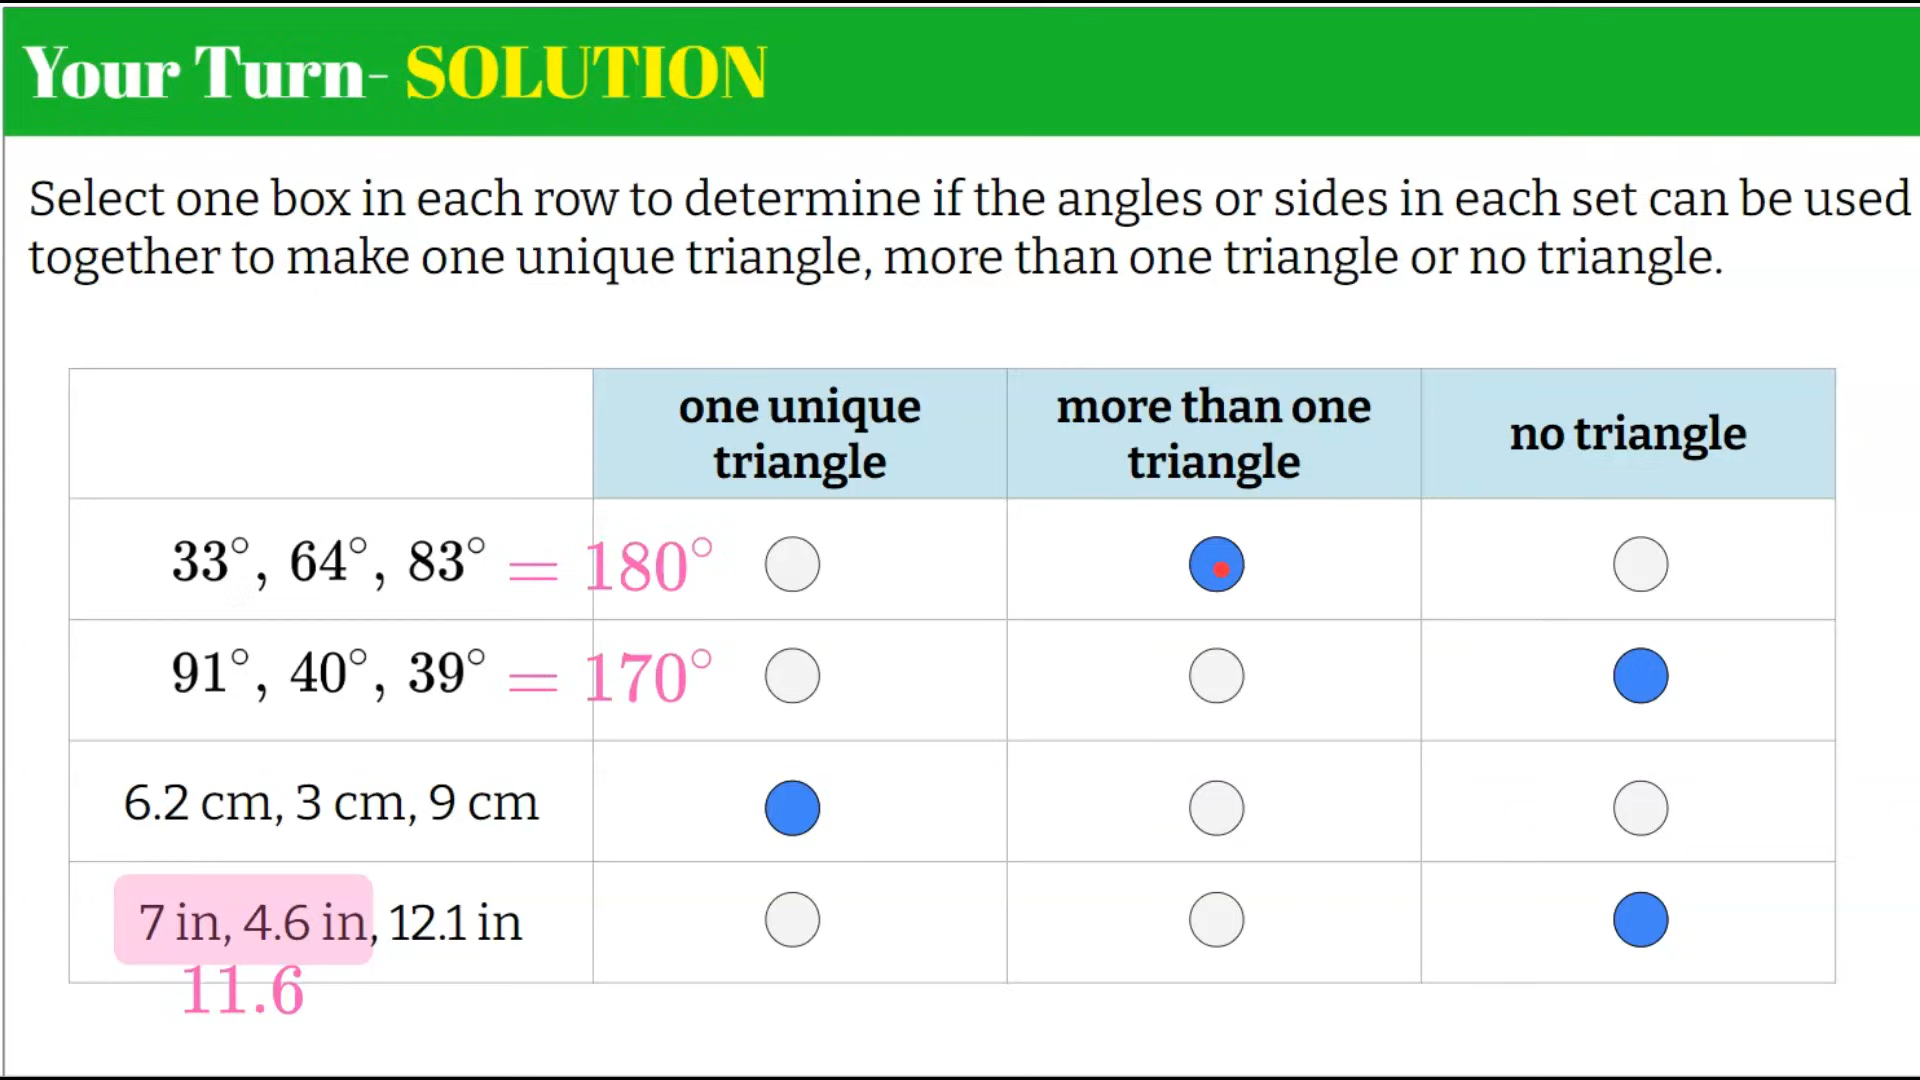 Your Turn- SOLUTION
Select one box in each row to determine if the angles or sides in each set can be used
together to make one unique triangle, more than one triangle or no triangle.
one unique
triangle
more than one
triangle
no triangle
33°, 64°, 83° = 180°
91°, 40°, 39° = 170°
6.2 cm, 3 cm, 9 cm
7 in, 4.6 in, 12.1 in
11.6